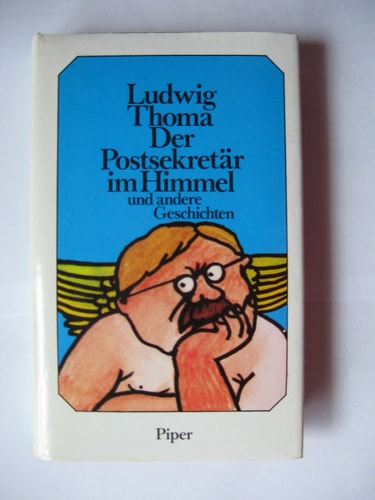 Ludwig
Thoma Der
Postsekretär
im Himmel
und andere
Geschichten
Piper